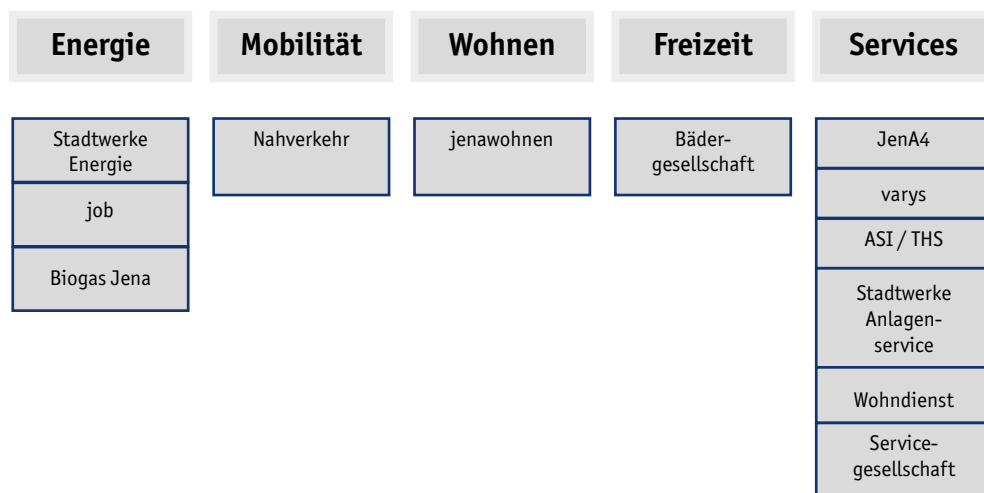 Energie
Mobilität
Wohnen
Freizeit
Services
Stadtwerke
Energie
job
Biogas Jena
Nahverkehr
jenawohnen
Bäder-
gesellschaft
JenA4
varys
ASI / THS
Stadtwerke
Anlagen-
service
Wohndienst
Service-
gesellschaft